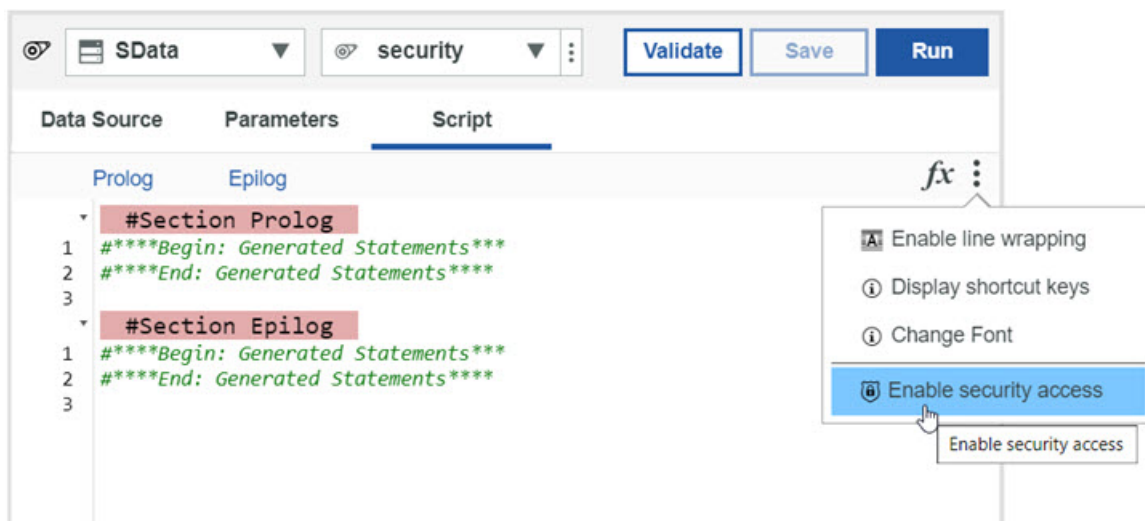 SData security Validate Save Run
Data Source Parameters Script
Prolog Epilog fx
#Section Prolog
1 #****Begin: Generated Statements***
2 #****End: Generated Statements****
3
#Section Epilog
1 #****Begin: Generated Statements***
2 #****End: Generated Statements****
3
Enable line wrapping
Display shortcut keys
Change Font
Enable security access
Enable security access